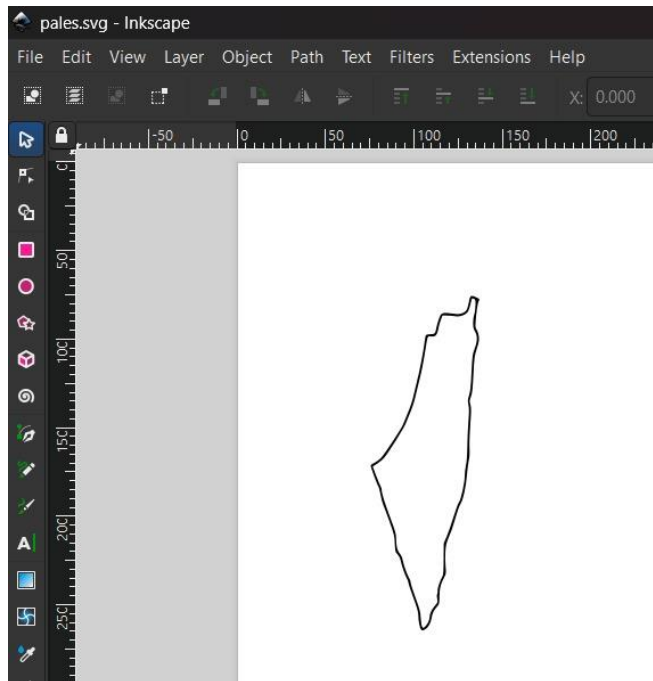 pales.svg - Inkscape
File Edit View Layer Object Path Text Filters Extensions Help
X: 0.000
-50 0 50 100 150 200
0
50
100
150
200
250
A